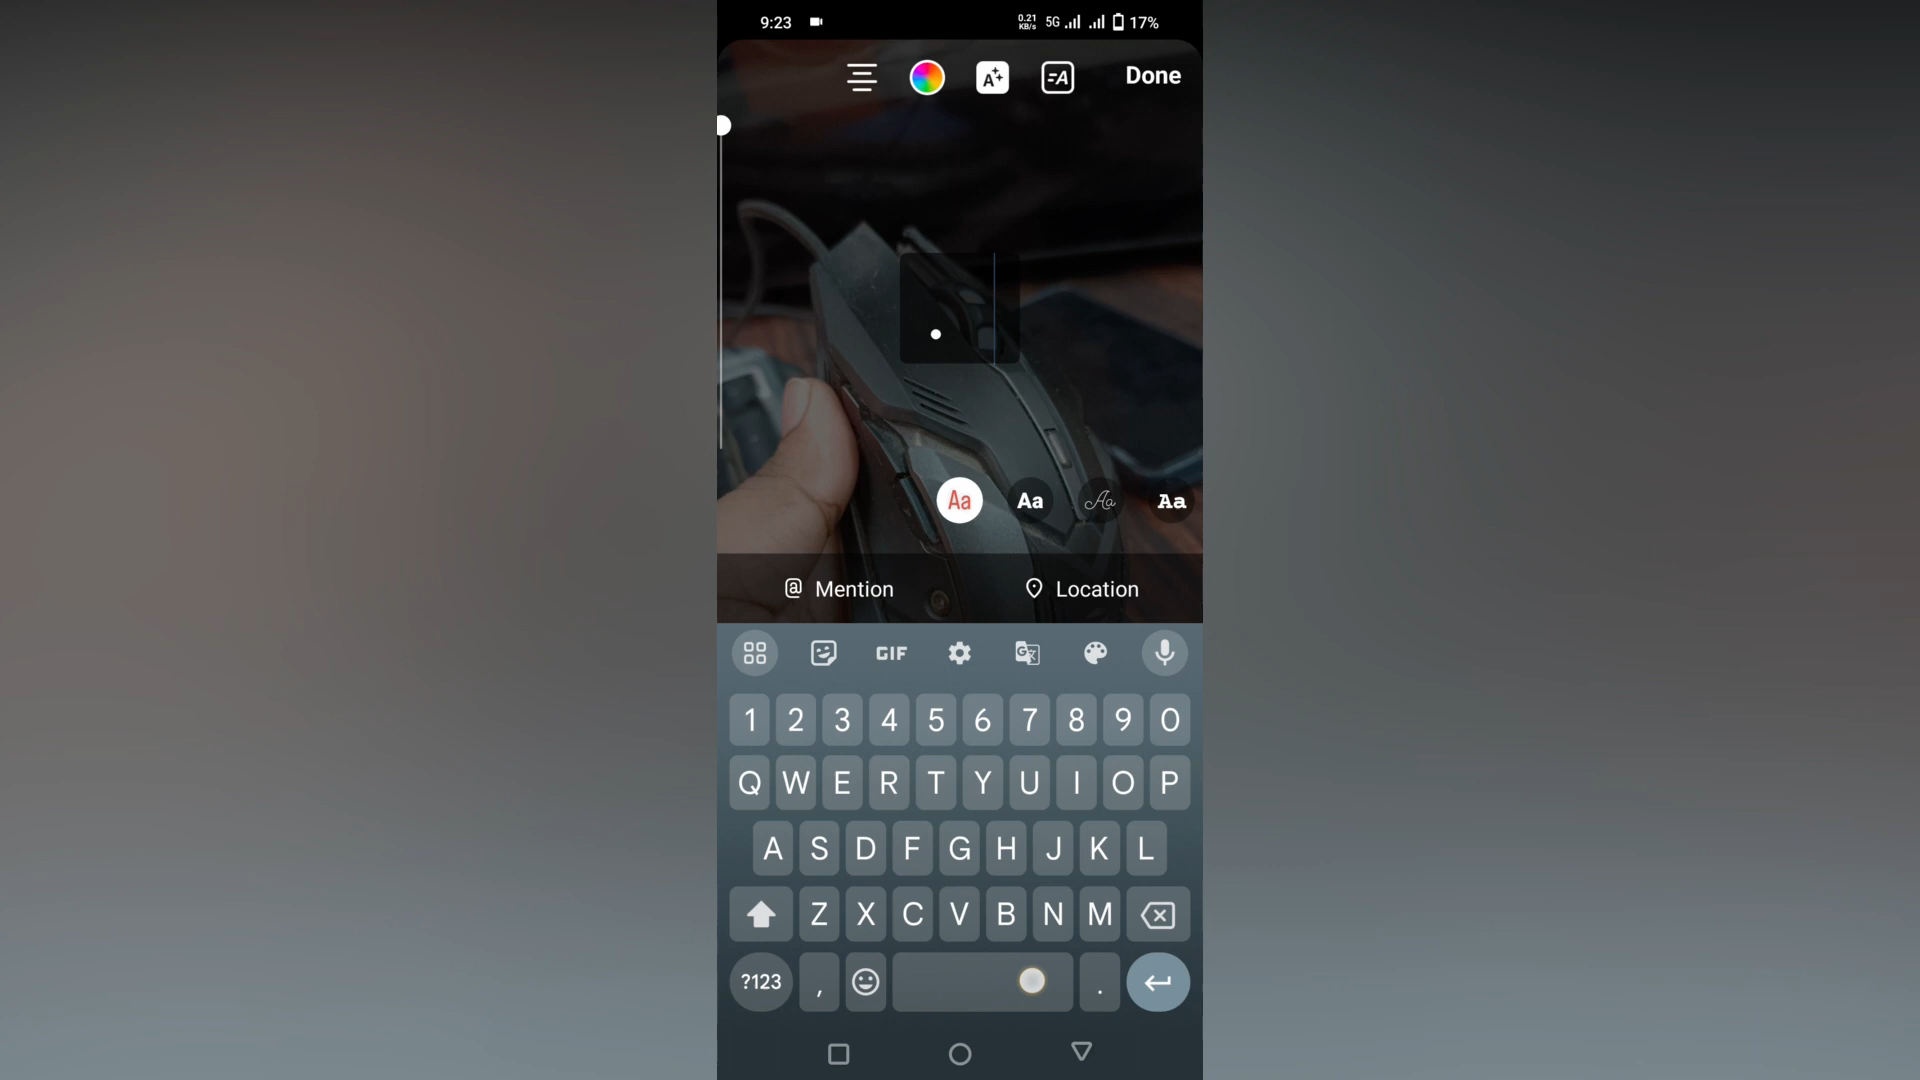 9:23 0.21 KB/s 5G 17%
A =A Done
.
Aa Aa Aa Aa
@ Mention Location
GIF G
1 2 3 4 5 6 7 8 9 0
Q W E R T Y U I O P
A S D F G H J K L
Z X C V B N M
?123 , .